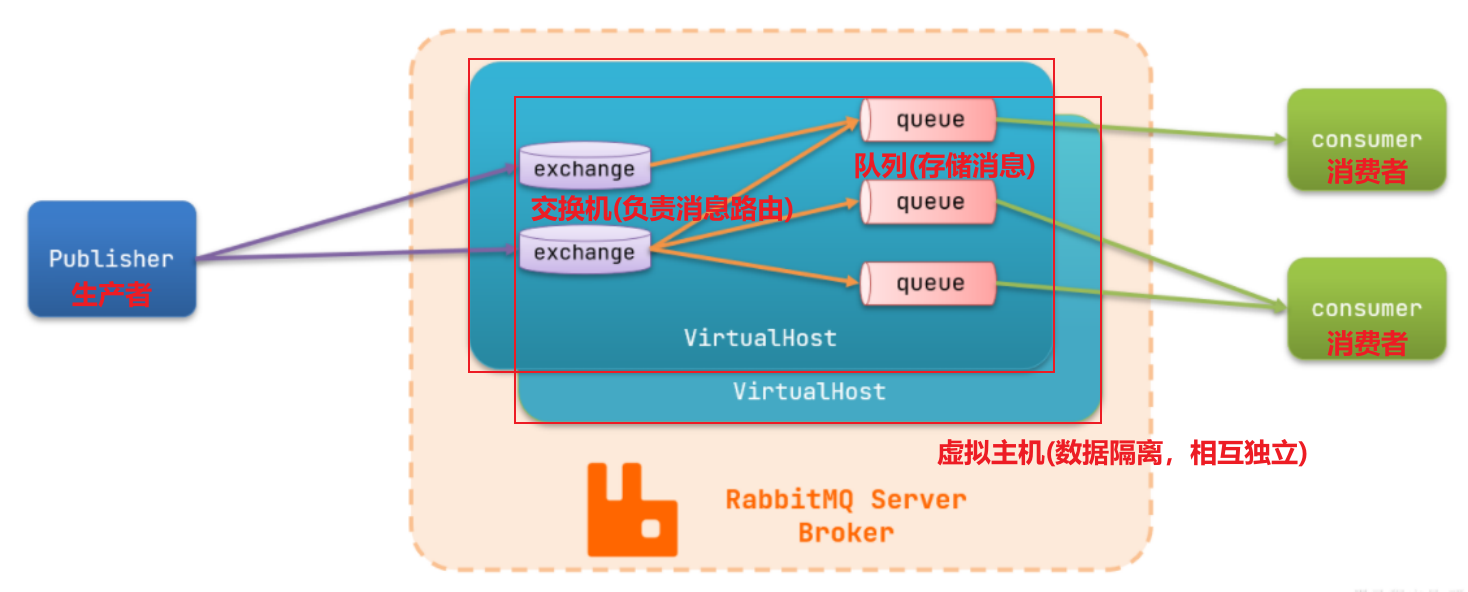 queue
exchange
队列(存储消息)
交换机(负责消息路由)
queue
exchange
queue
Publisher
生产者
consumer
消费者
consumer
消费者
VirtualHost
VirtualHost
虚拟主机(数据隔离，相互独立)
RabbitMQ Server
Broker